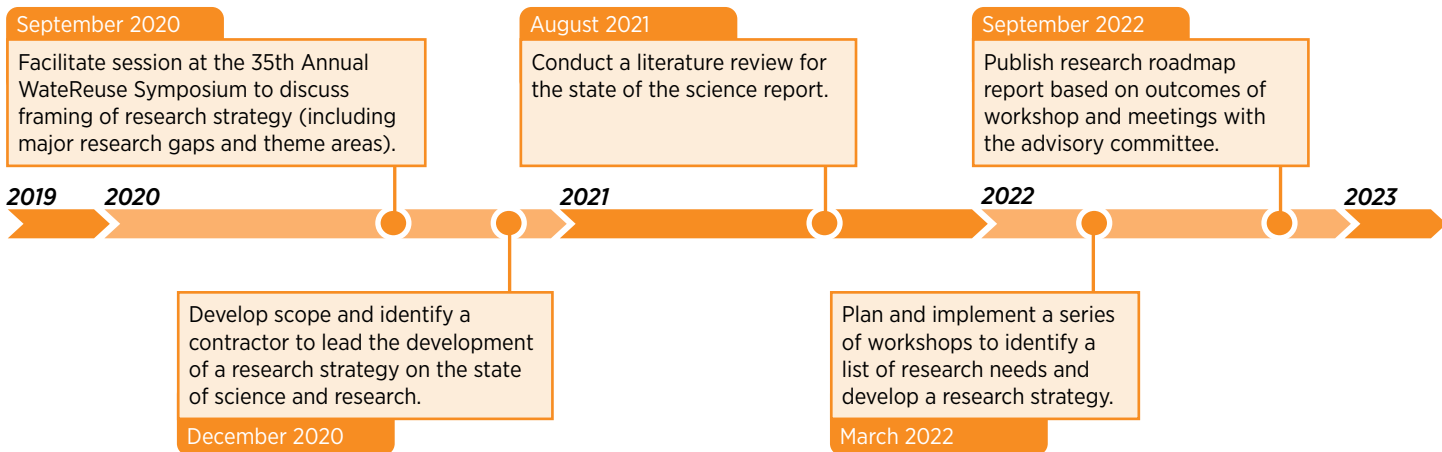 September 2020
Facilitate session at the 35th Annual
WateReuse Symposium to discuss
framing of research strategy (including
major research gaps and theme areas).
August 2021
Conduct a literature review for
the state of the science report.
September 2022
Publish research roadmap
report based on outcomes of
workshop and meetings with
the advisory committee.
2019
2020
2021
2022
2023
Develop scope and identify a
contractor to lead the development
of a research strategy on the state
of science and research.
December 2020
Plan and implement a series
of workshops to identify a
list of research needs and
develop a research strategy.
March 2022